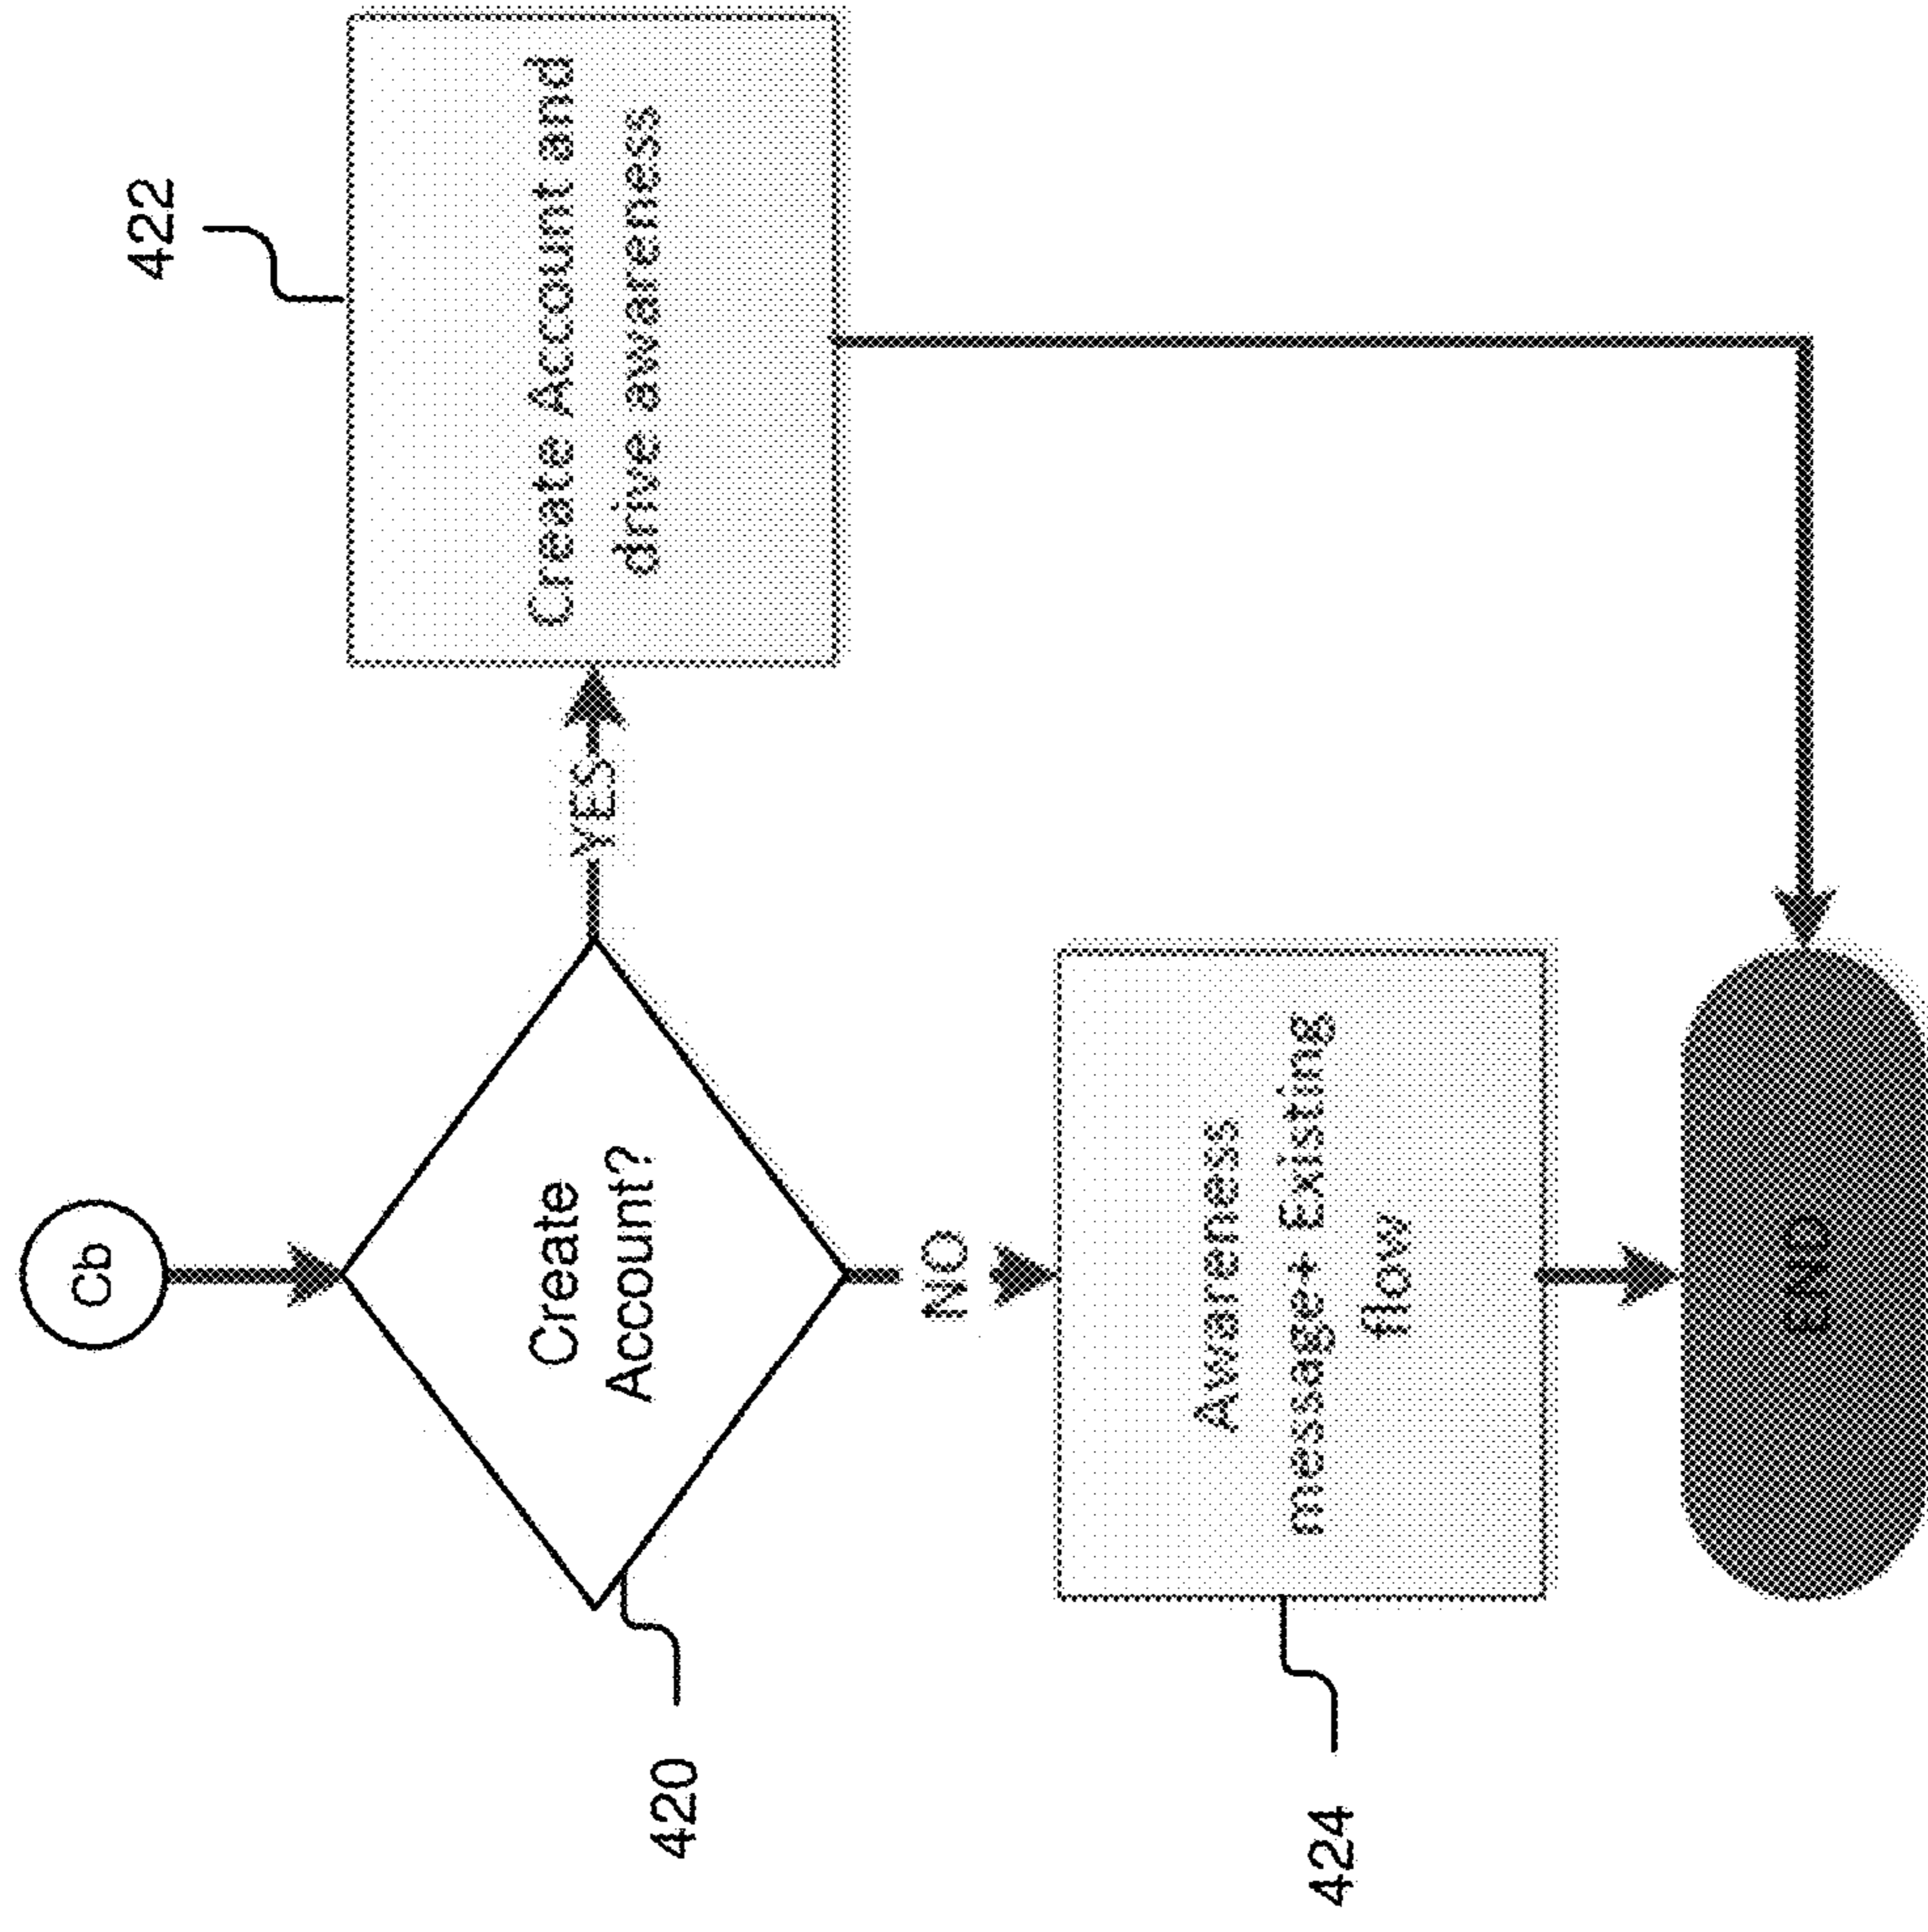 Cb
Create
Account?
420
YES
422
Create Account and
drive awareness
NO
Awareness
message+ Existing
flow
424
END